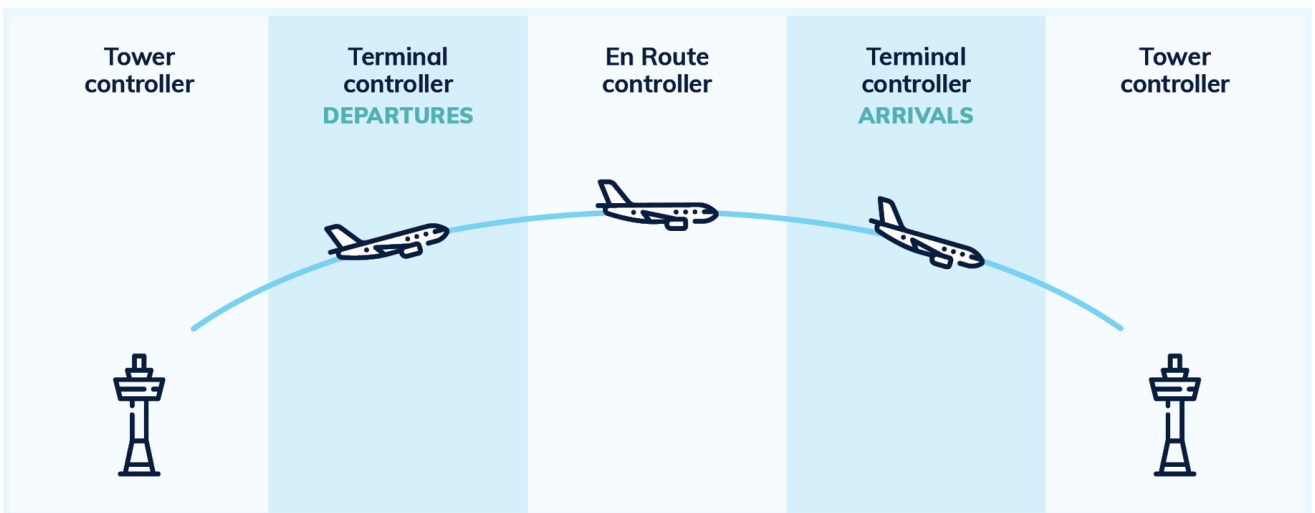 Tower
controller
Terminal
controller
DEPARTURES
En Route
controller
Terminal
controller
ARRIVALS
Tower
controller